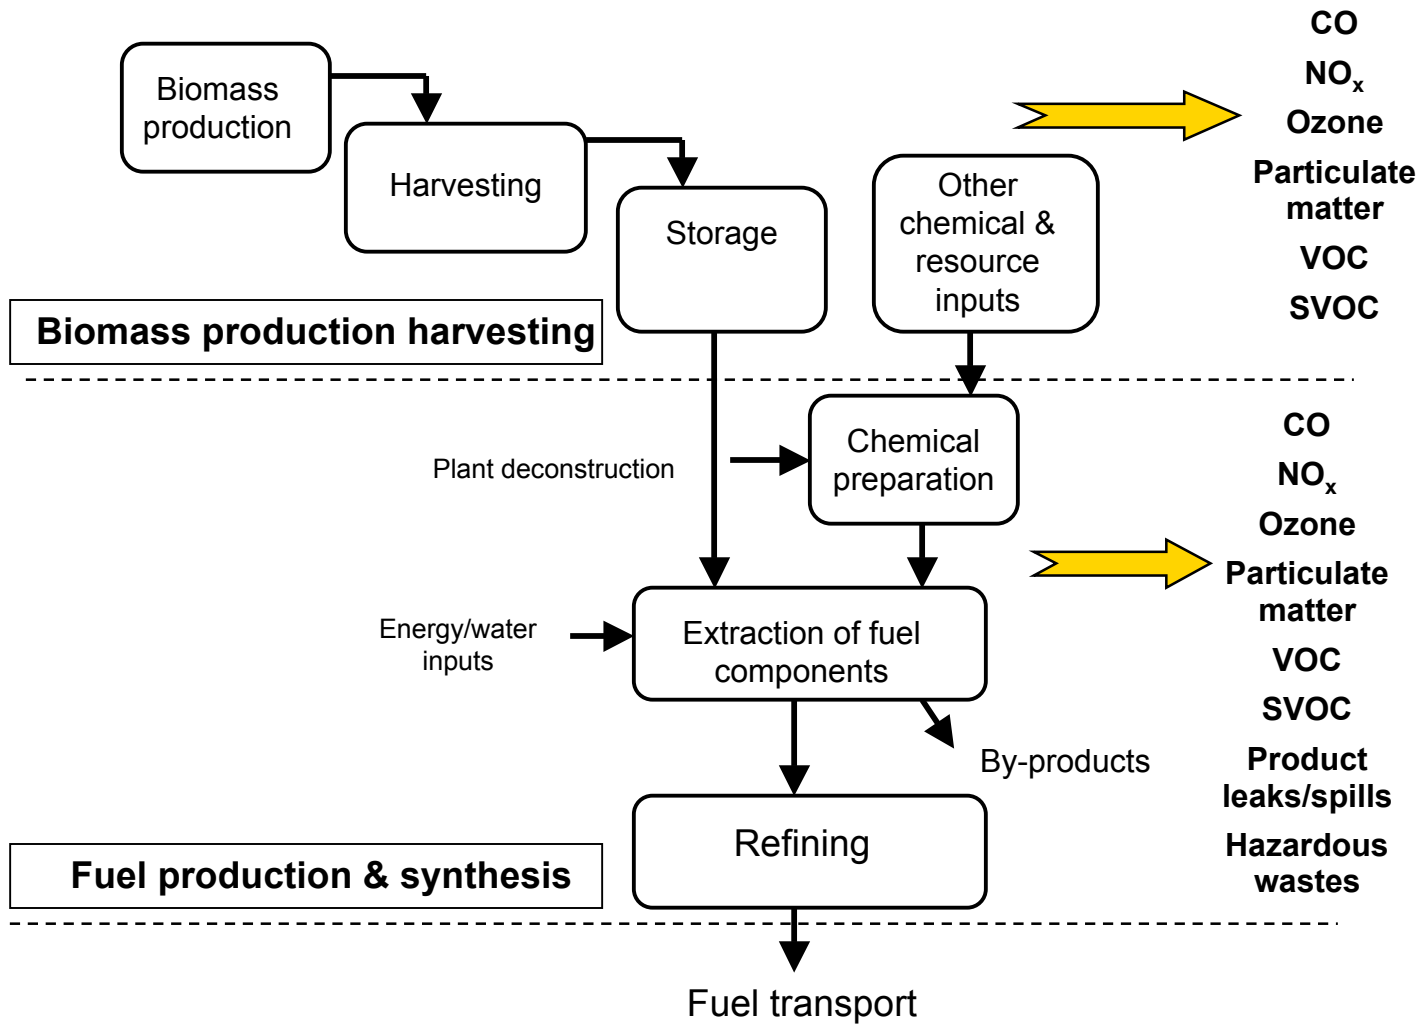 Biomass
production
Harvesting
Storage
Other
chemical &
resource
inputs
CO
NOx
Ozone
Particulate
matter
VOC
SVOC
Biomass production harvesting
Plant deconstruction
Chemical
preparation
Energy/water
inputs
Extraction of fuel
components
By-products
Refining
CO
NOx
Ozone
Particulate
matter
VOC
SVOC
Product
leaks/spills
Hazardous
wastes
Fuel production & synthesis
Fuel transport